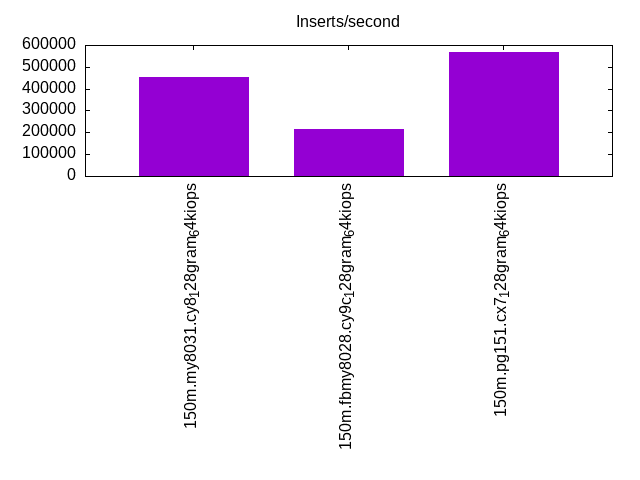 Inserts/second
600000
500000
400000
300000
200000
100000
0
150m.my8031.cy8₁28gram₆4kiops
150m.fbmy8028.cy9c₁28gram₆4kiops
150m.pg151.cx7₁28gram₆4kiops